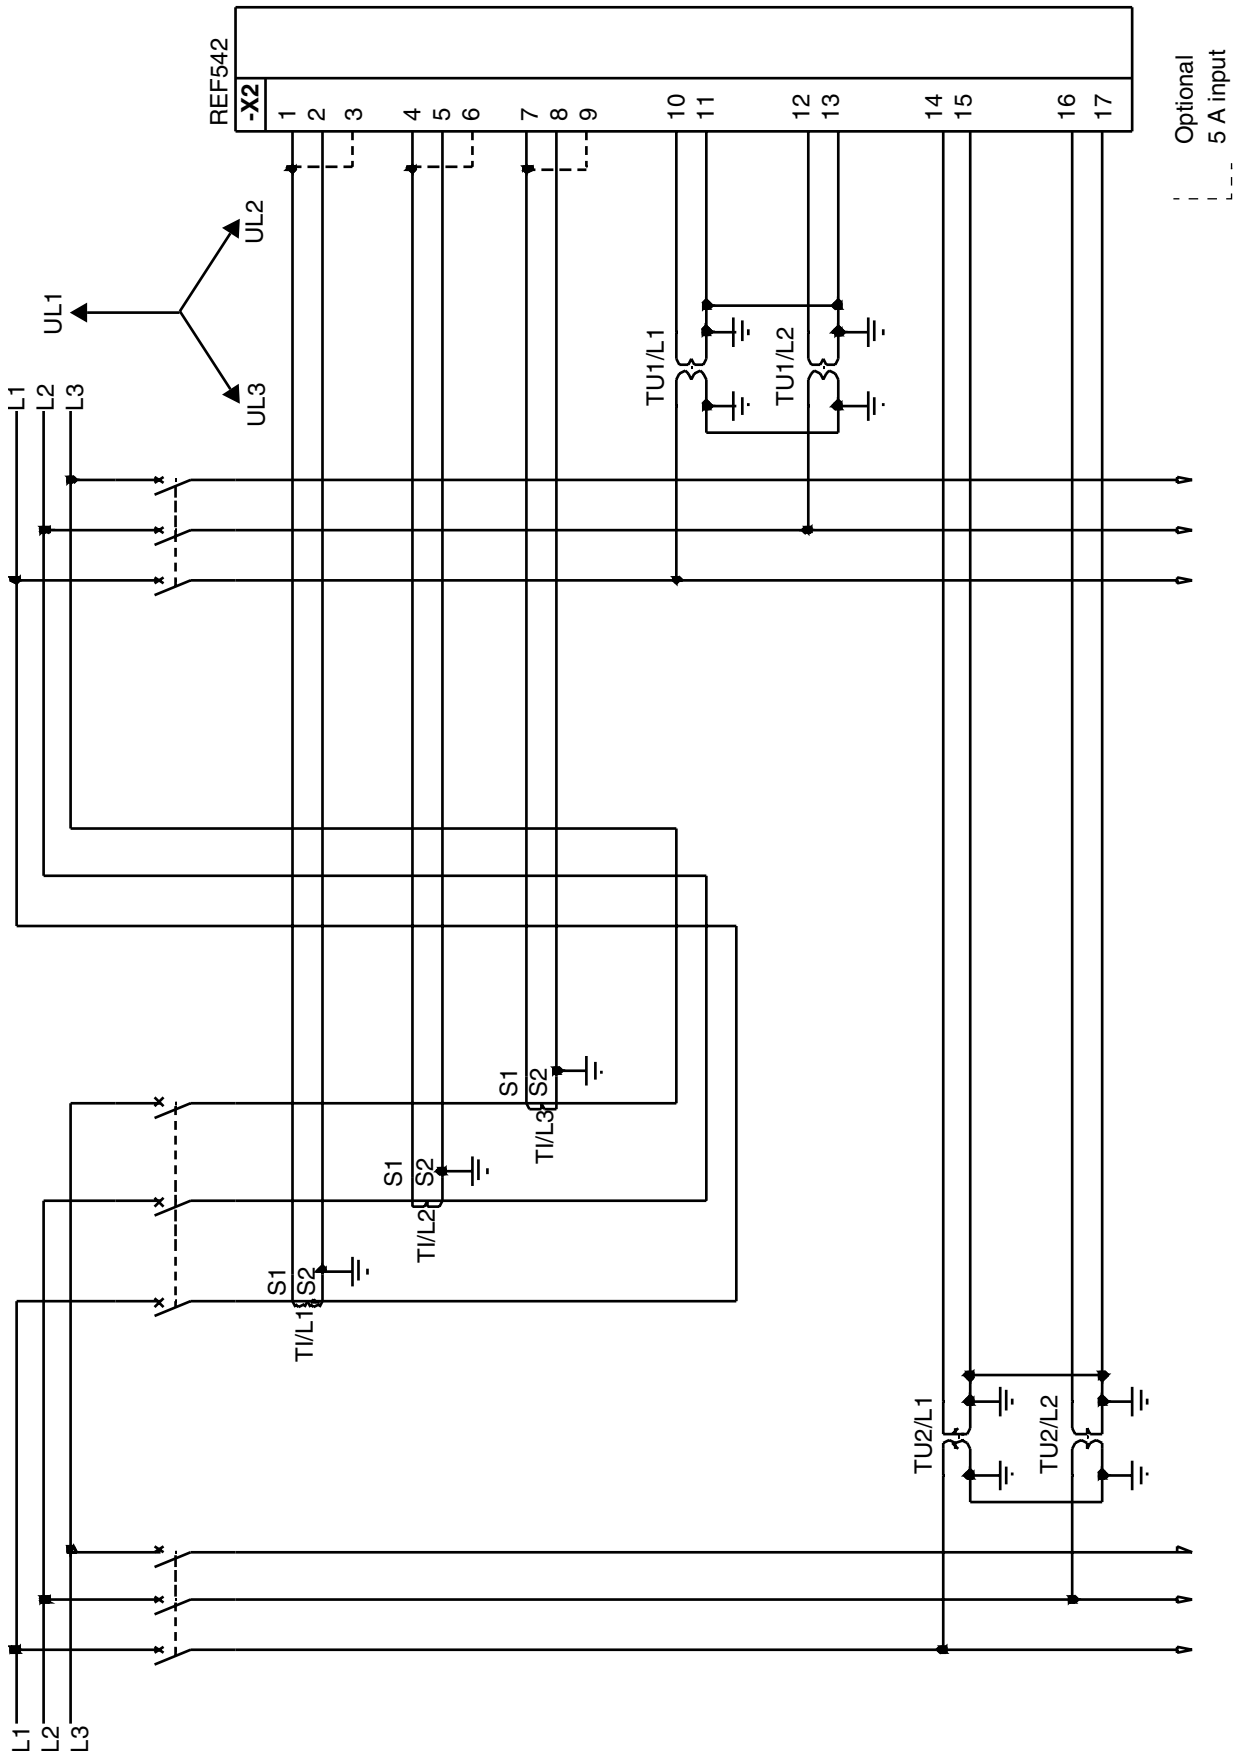 REF542
-X2
1
2
3
4
5
6
7
8
9
10
11
12
13
14
15
16
17
Optional
5 A input
UL1
UL2
UL3
L1
L2
L3
TU1/L1
TU1/L2
S1
S2
TI/L1
S1
S2
TI/L2
S1
S2
TI/L3
TU2/L1
TU2/L2
L1
L2
L3